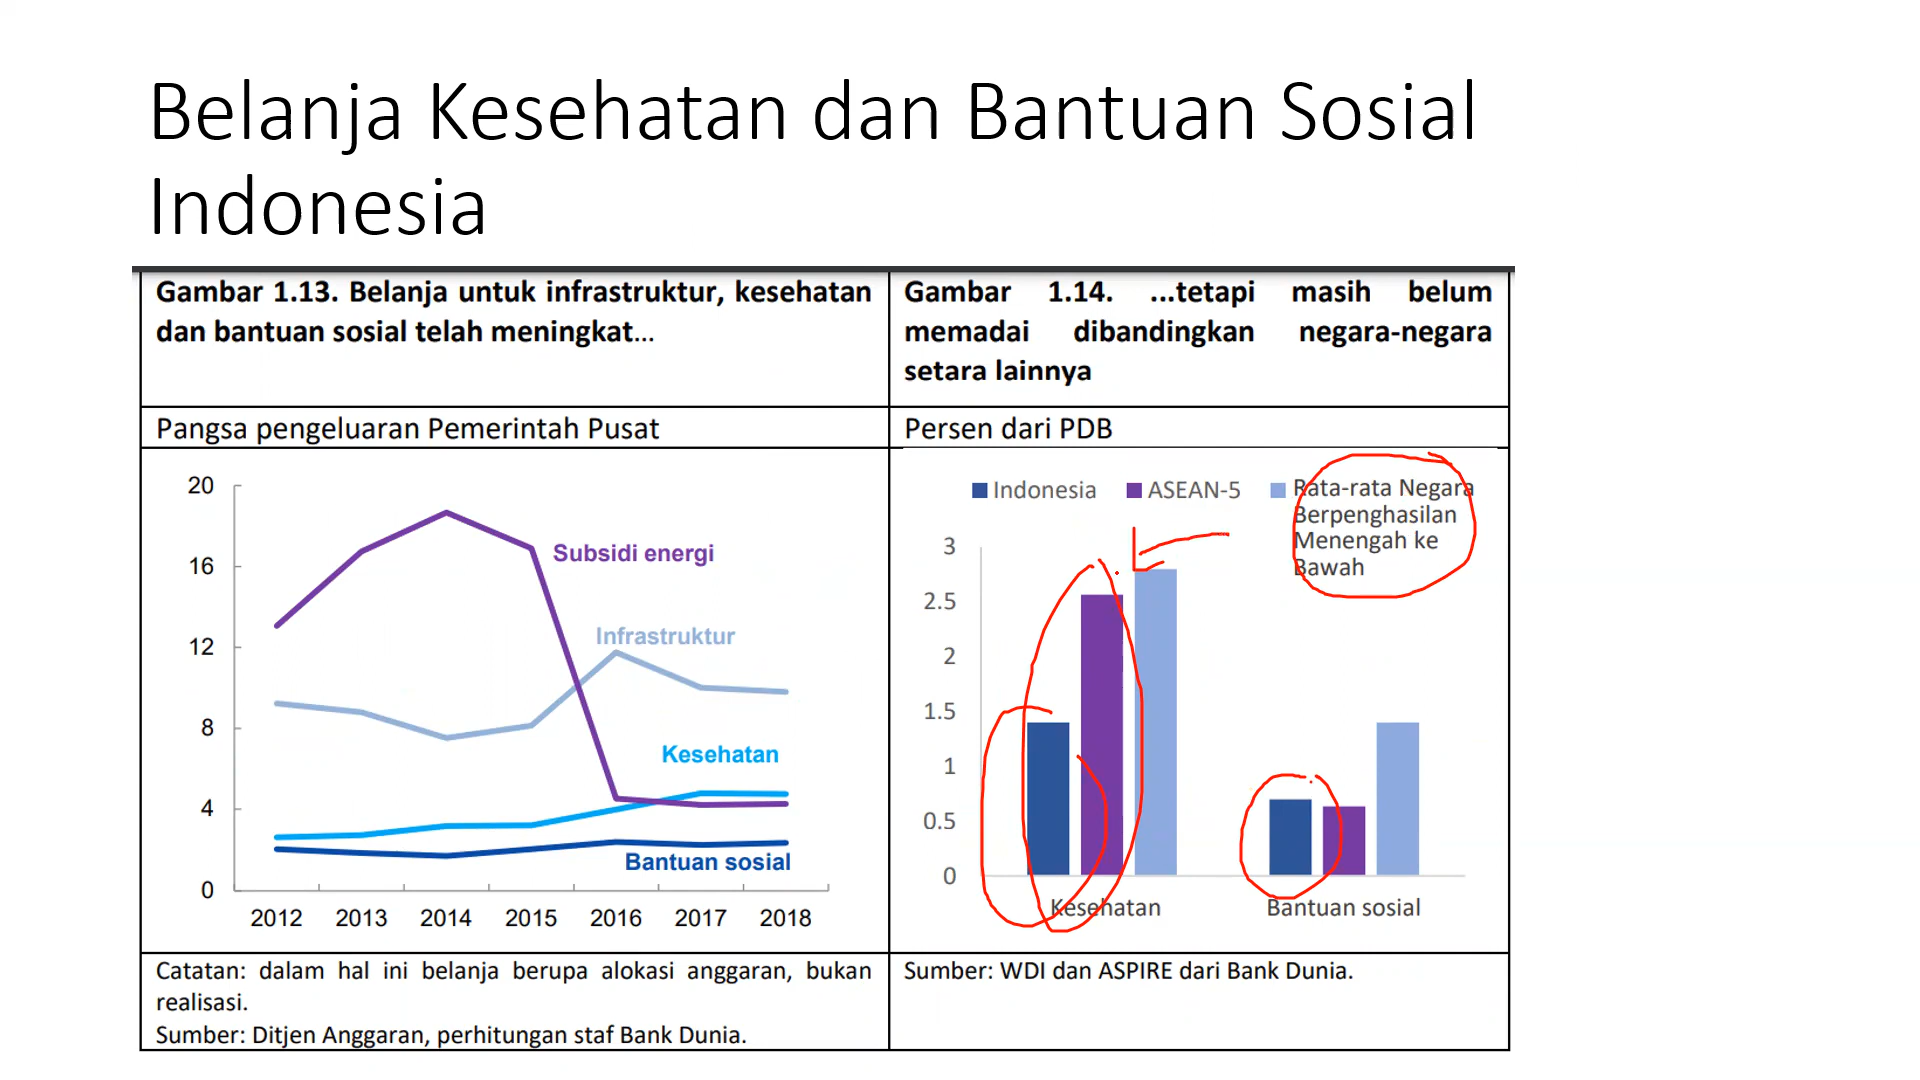 Belanja Kesehatan dan Bantuan Sosial
Indonesia
Gambar 1.13. Belanja untuk infrastruktur, kesehatan
dan bantuan sosial telah meningkat...
Gambar 1.14. ...tetapi masih belum
memadai dibandingkan negara-negara
setara lainnya
Pangsa pengeluaran Pemerintah Pusat
Persen dari PDB
20
16
12
8
4
0
Subsidi energi
Infrastruktur
Kesehatan
Bantuan sosial
2012 2013 2014 2015 2016 2017 2018
Indonesia
ASEAN-5
Rata-rata Negara
Berpenghasilan
Menengah ke
Bawah
3
2.5
2
1.5
1
0.5
0
Kesehatan
Bantuan sosial
Catatan: dalam hal ini belanja berupa alokasi anggaran, bukan
realisasi.
Sumber: Ditjen Anggaran, perhitungan staf Bank Dunia.
Sumber: WDI dan ASPIRE dari Bank Dunia.